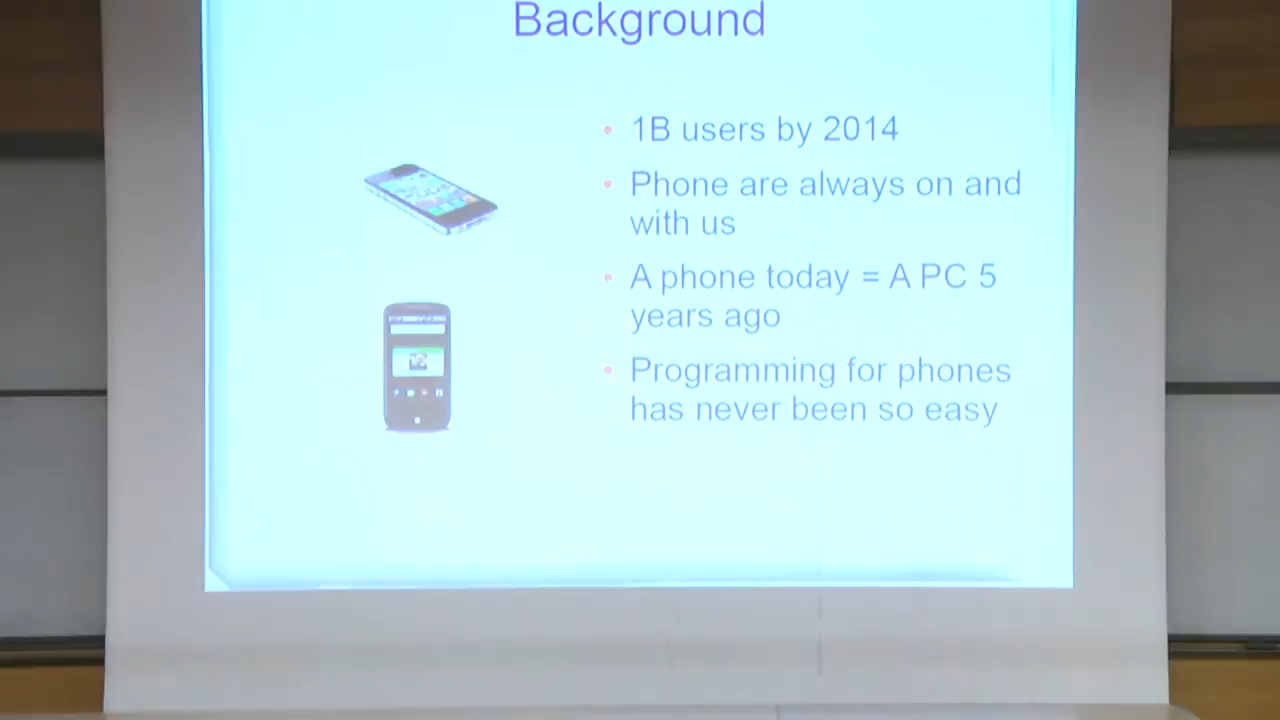 Background
• 1B users by 2014
• Phone are always on and
with us
• A phone today = A PC 5
years ago
• Programming for phones
has never been so easy